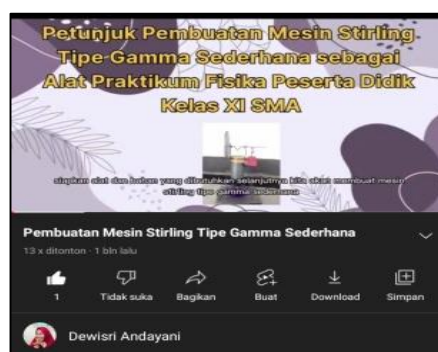 Petunjuk Pembuatan Mesin Stirling
Tipe Gamma Sederhana sebagai
Alat Praktikum Fisika Peserta Didik
Kelas XI SMA
siapkan alat dan bahan yang dibutuhkan selanjutnya kita akan membuat mesin
stirling tipe gamma sederhana
Pembuatan Mesin Stirling Tipe Gamma Sederhana
13 x ditonton · 1 bln lalu
1 Tidak suka Bagikan Buat Download Simpan
Dewisri Andayani